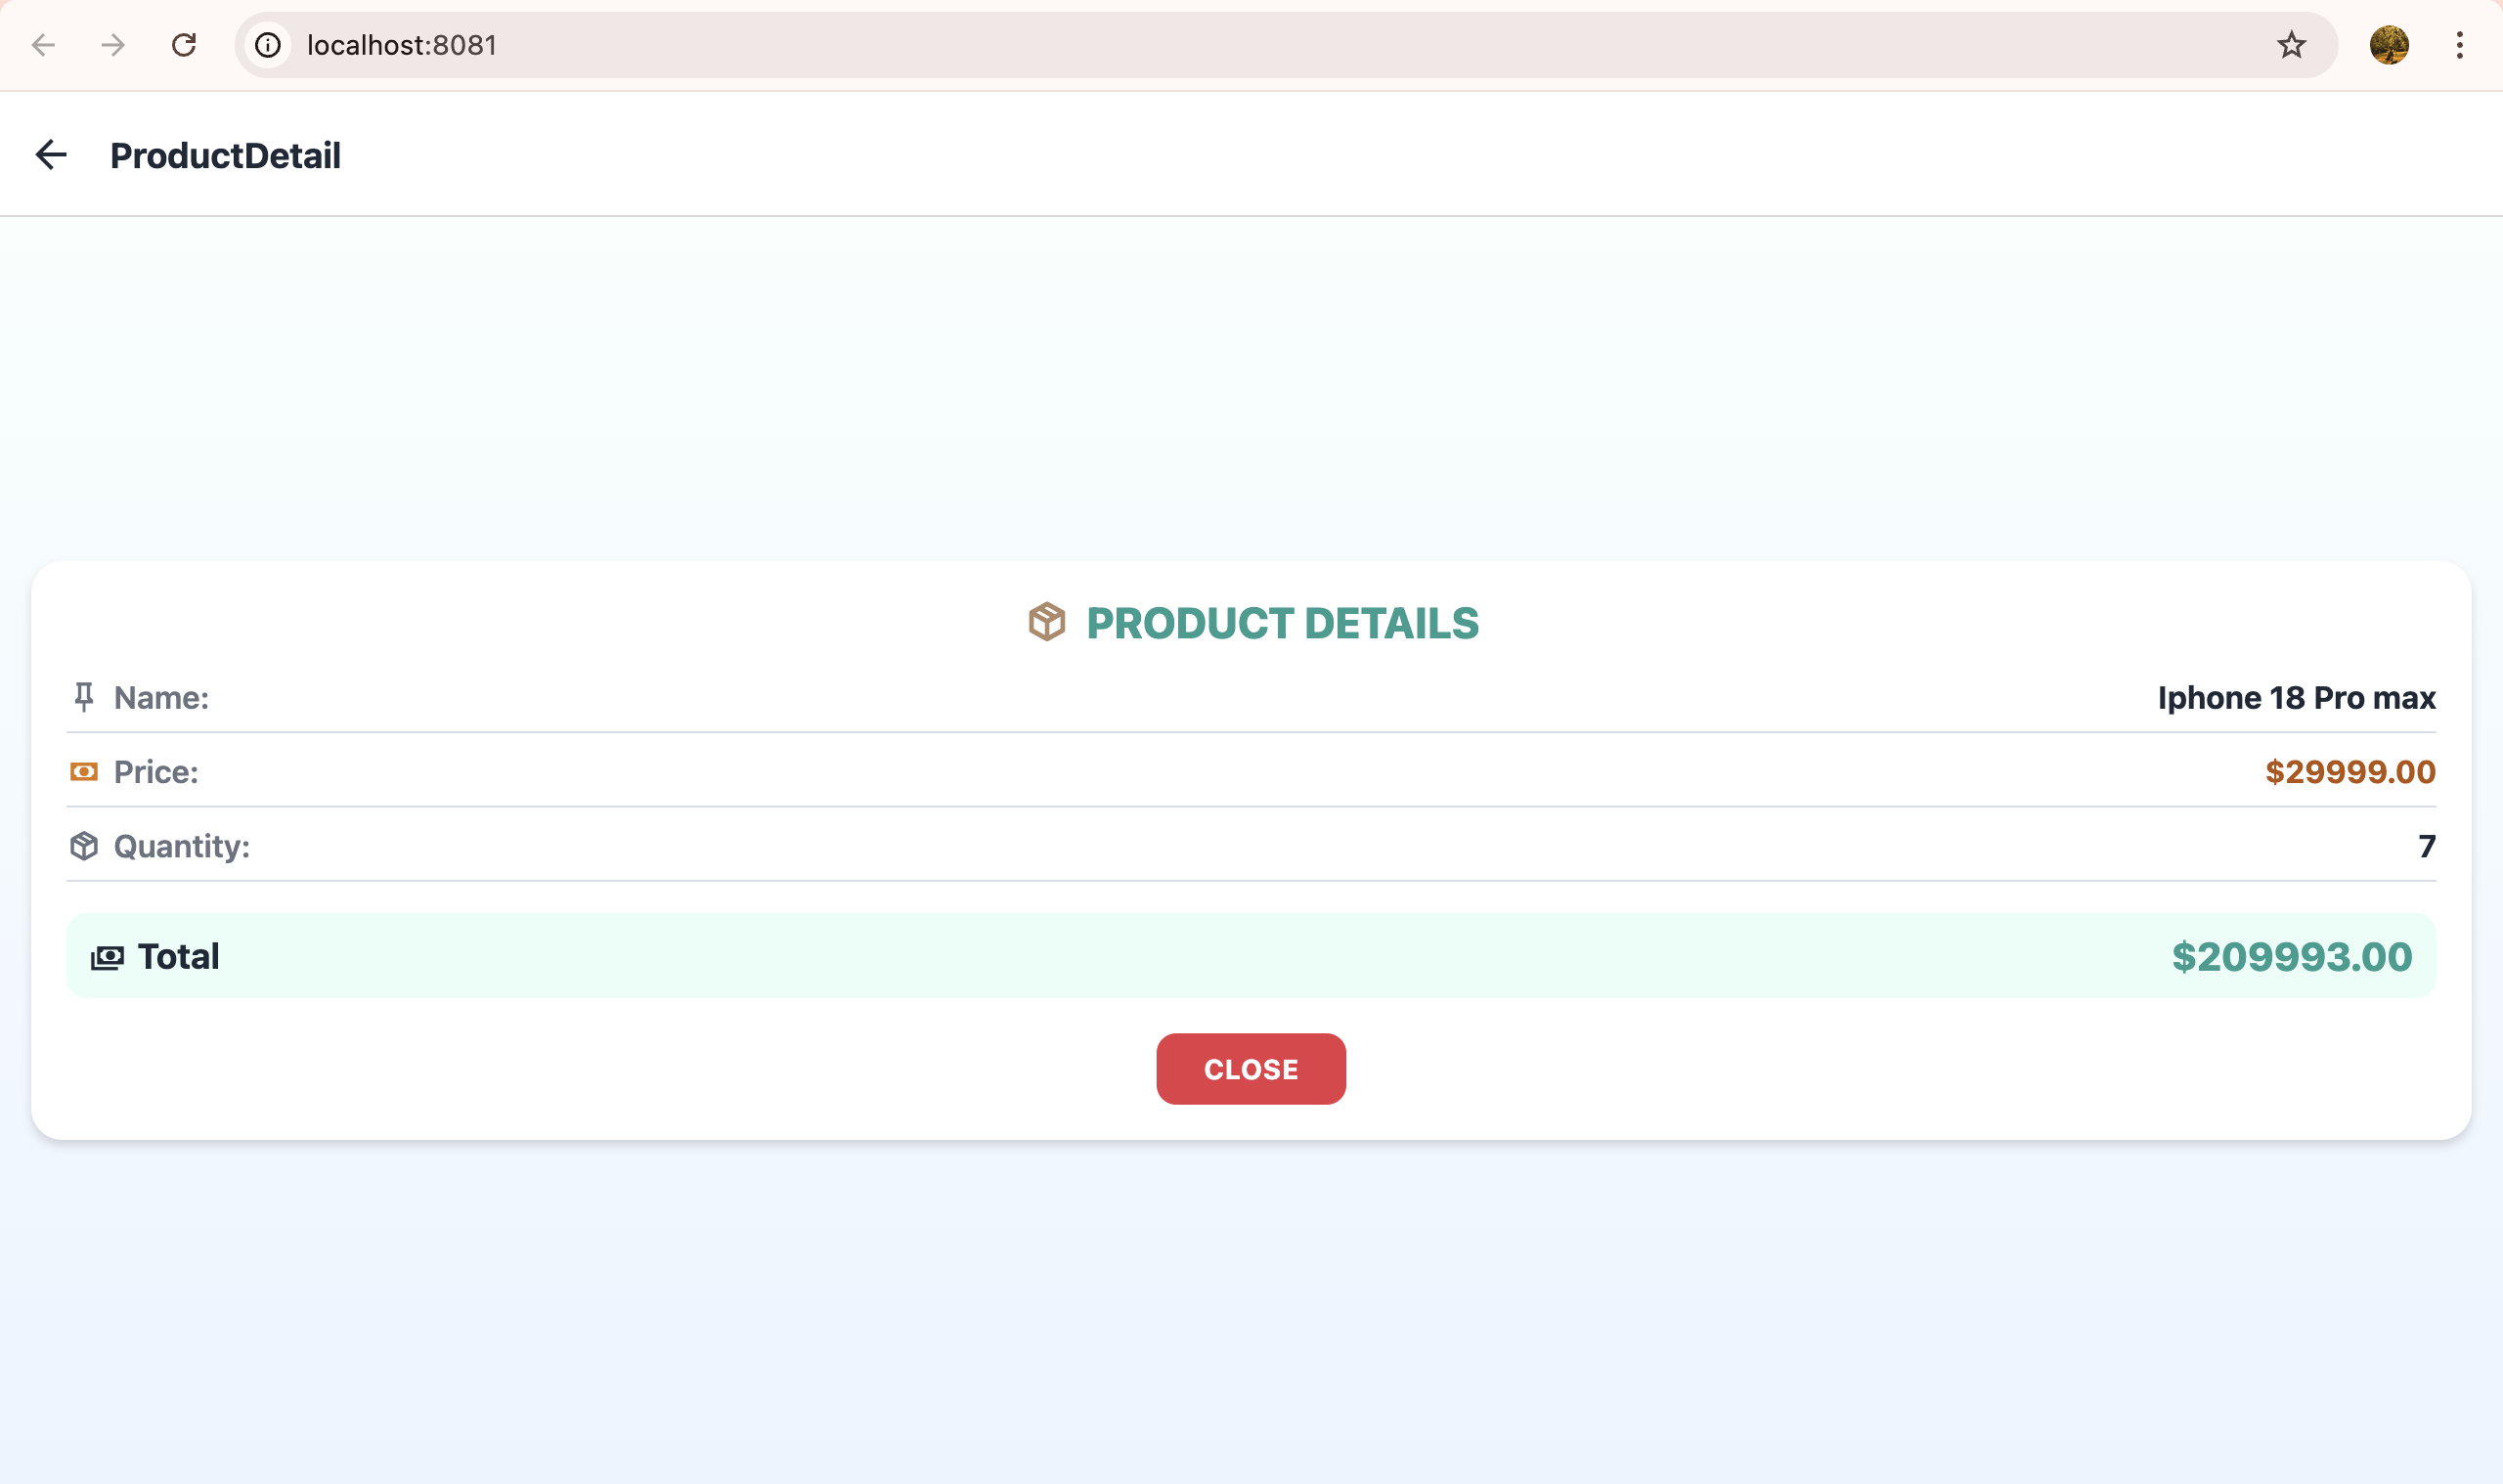 localhost:8081
ProductDetail
PRODUCT DETAILS
Name: Iphone 18 Pro max
Price: $29999.00
Quantity: 7
Total $209993.00
CLOSE